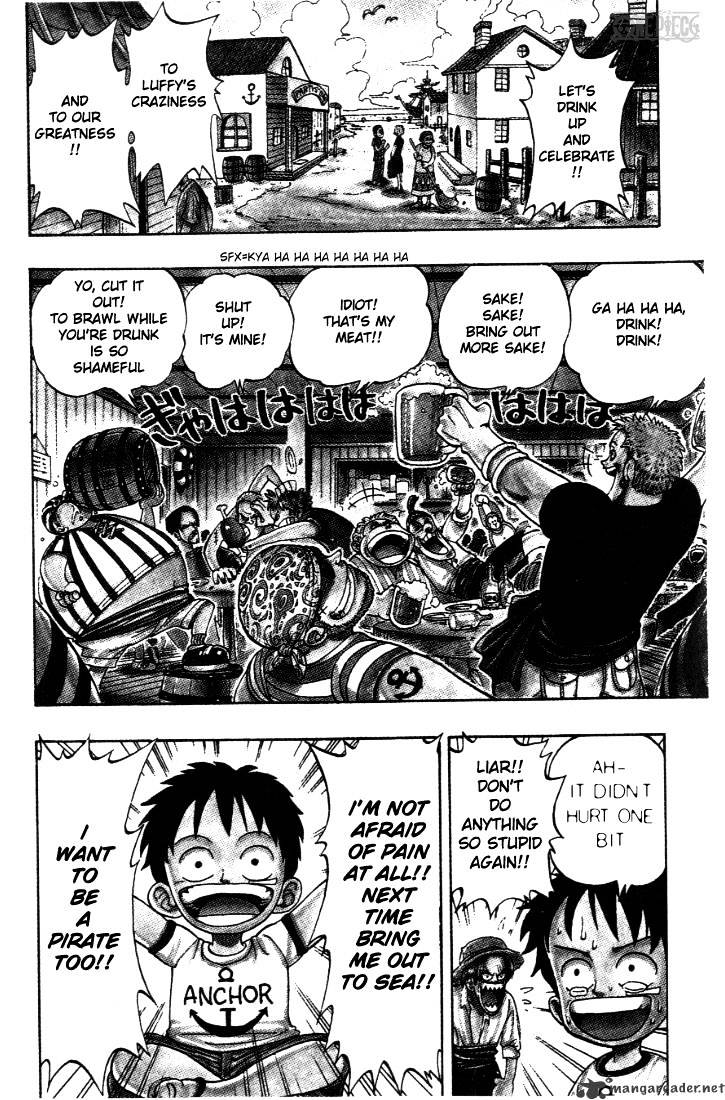 ONE PIECE
LET'S
DRINK
UP
AND
CELEBRATE
!!
TO
LUFFY'S
CRAZINESS
AND
TO OUR
GREATNESS
!!
SFX=KYA HA HA HA HA HA HA HA
GA HA HA HA,
DRINK!
DRINK!
SAKE!
SAKE!
BRING OUT
MORE SAKE!
IDIOT!
THAT'S MY
MEAT!!
SHUT
UP!
IT'S MINE!
YO, CUT IT
OUT!
TO BRAWL WHILE
YOU'RE DRUNK
IS SO
SHAMEFUL
ぎゃはははは
ははは
AH-
IT DIDN'T
HURT ONE
BIT
LIAR!!
DON'T
DO
ANYTHING
SO STUPID
AGAIN!!
I'M NOT
AFRAID
OF PAIN
AT ALL!!
NEXT
TIME
BRING
ME OUT
TO SEA!!
I
WANT
TO
BE
A
PIRATE
TOO!!
ANCHOR
mangareader.net